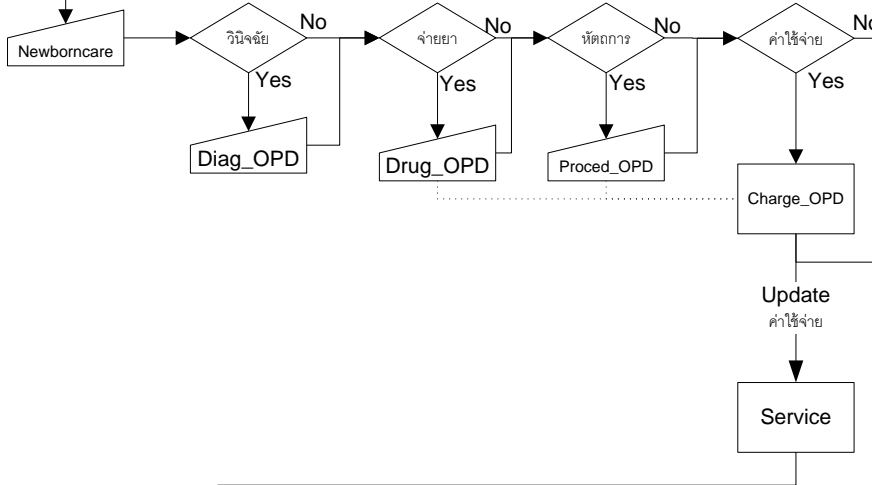 Newborncare
วินิจฉัย
No
Yes
Diag_OPD
จ่ายยา
No
Yes
Drug_OPD
หัตถการ
No
Yes
Proced_OPD
ค่าใช้จ่าย
No
Yes
Charge_OPD
Update
ค่าใช้จ่าย
Service